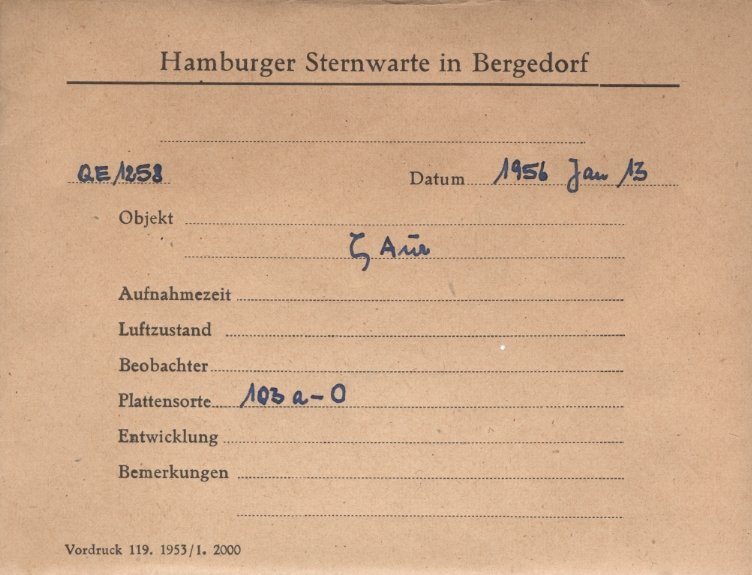 Hamburger Sternwarte in Bergedorf
QE 1258 Datum 1956 Jan 13
Objekt
ζ Aur
Aufnahmezeit
Luftzustand
Beobachter
Plattensorte 103 a-O
Entwicklung
Bemerkungen
Vordruck 119. 1953/1. 2000